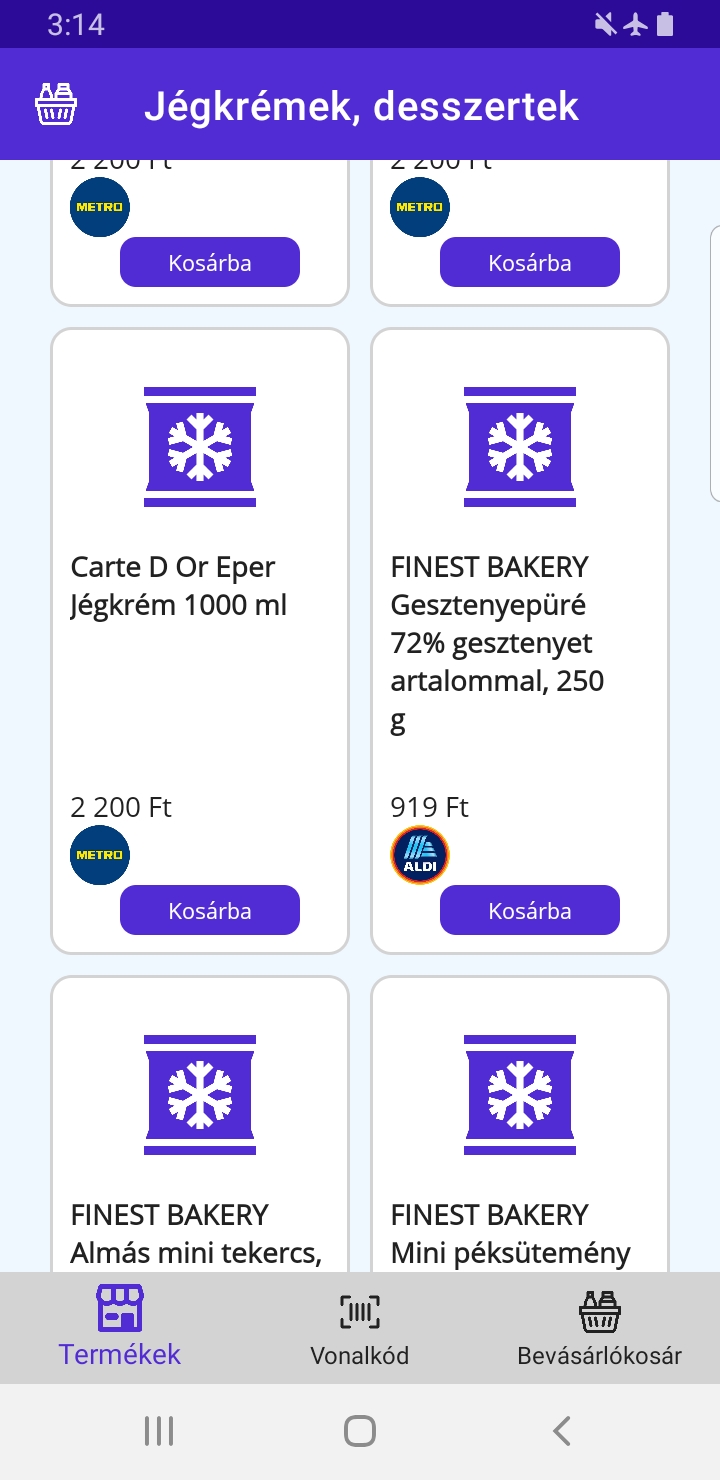 3:14
Jégkrémek, desszertek
2 200 Ft
2 200 Ft
METRO
METRO
Kosárba
Kosárba
Carte D Or Eper
Jégkrém 1000 ml
2 200 Ft
METRO
Kosárba
FINEST BAKERY
Gesztenyepüré
72% gesztenyet
artalommal, 250
g
919 Ft
ALDI
Kosárba
FINEST BAKERY
Almás mini tekercs,
FINEST BAKERY
Mini péksütemény
Termékek
Vonalkód
Bevásárlókosár